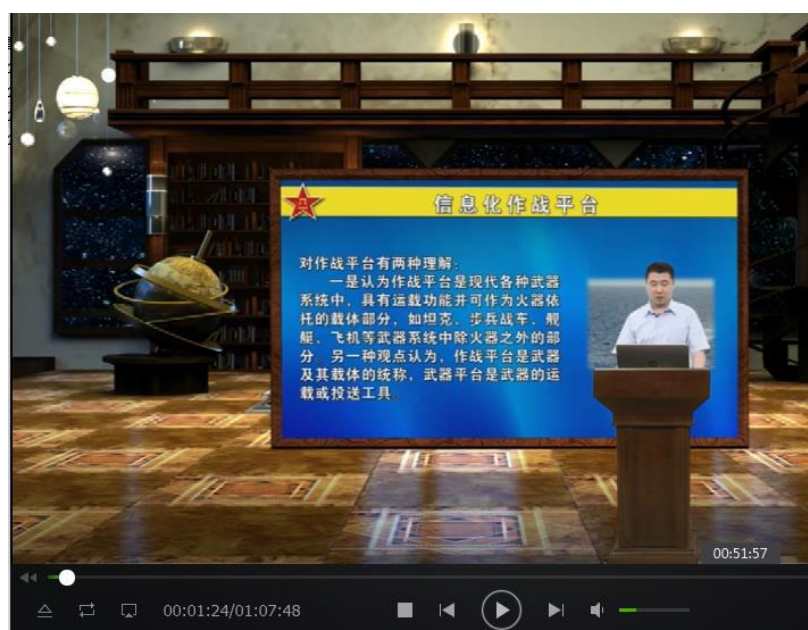 信息化作战平台
对作战平台有两种理解：
一是认为作战平台是现代各种武器
系统中，具有运载功能并可作为火器依
托的载体部分，如坦克、步兵战车、舰
艇、飞机等武器系统中除火器之外的部
分。另一种观点认为，作战平台是武器
及其载体的统称，武器平台是武器的运
载或投送工具。
00:51:57
00:01:24/01:07:48